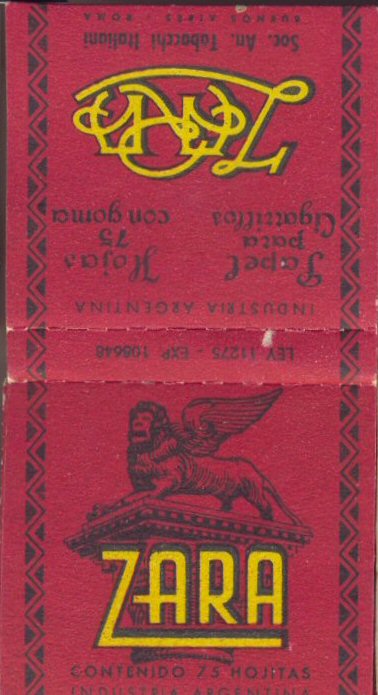 LEY 11275 - EXP. 108648
INDUSTRIA ARGENTINA
Papel Hojas
para 75
Cigarrillos con goma
Zara
Soc. An. Tabacchi Italiani
BUENOS AIRES - ROMA
ZARA
CONTENIDO 75 HOJITAS
INDUSTRIA ARGENTINA